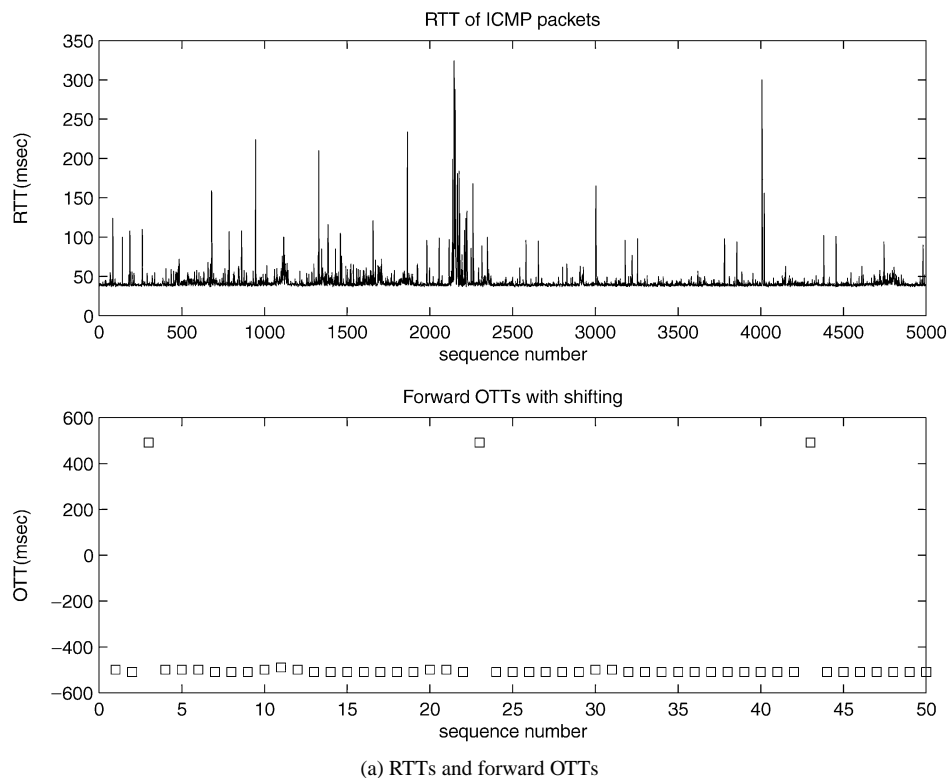 RTT of ICMP packets
350
300
250
200
150
100
50
0
RTT(msec)
0 500 1000 1500 2000 2500 3000 3500 4000 4500 5000
sequence number
Forward OTTs with shifting
600
400
200
0
−200
−400
−600
OTT(msec)
0 5 10 15 20 25 30 35 40 45 50
sequence number
(a) RTTs and forward OTTs